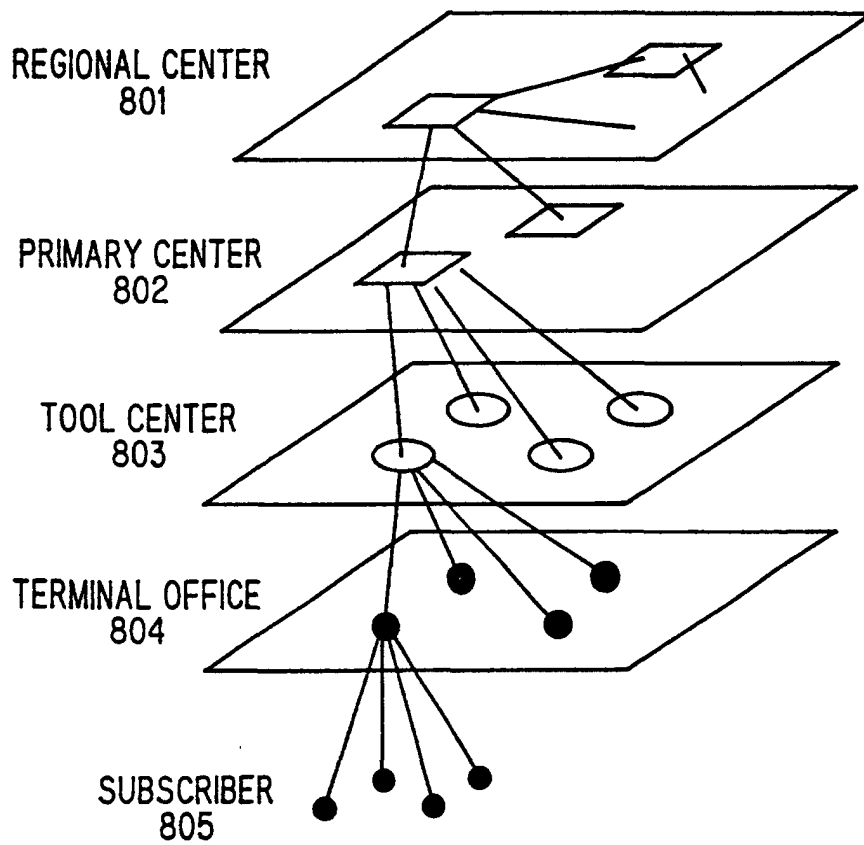 REGIONAL CENTER
801
PRIMARY CENTER
802
TOOL CENTER
803
TERMINAL OFFICE
804
SUBSCRIBER
805